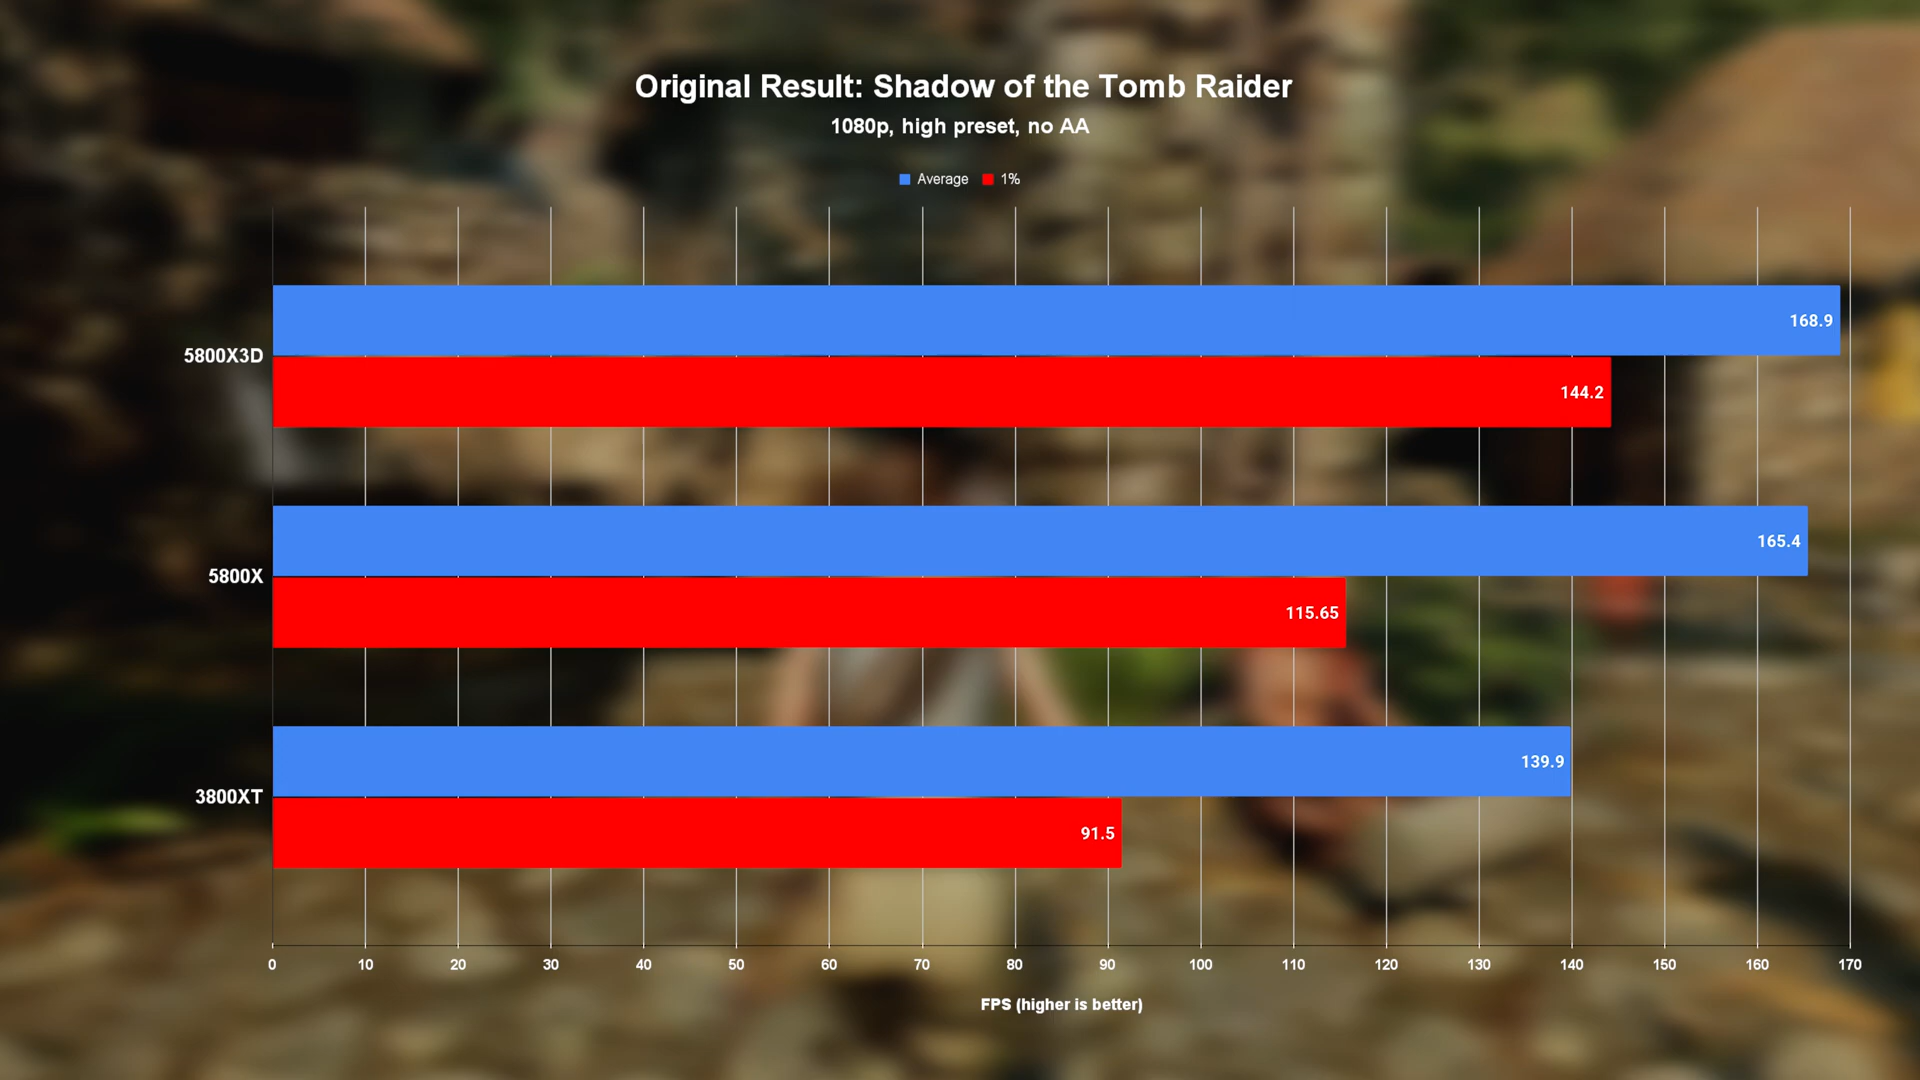 Original Result: Shadow of the Tomb Raider
1080p, high preset, no AA
Average 1%
5800X3D
168.9
144.2
5800X
165.4
115.65
3800XT
139.9
91.5
0 10 20 30 40 50 60 70 80 90 100 110 120 130 140 150 160 170
FPS (higher is better)